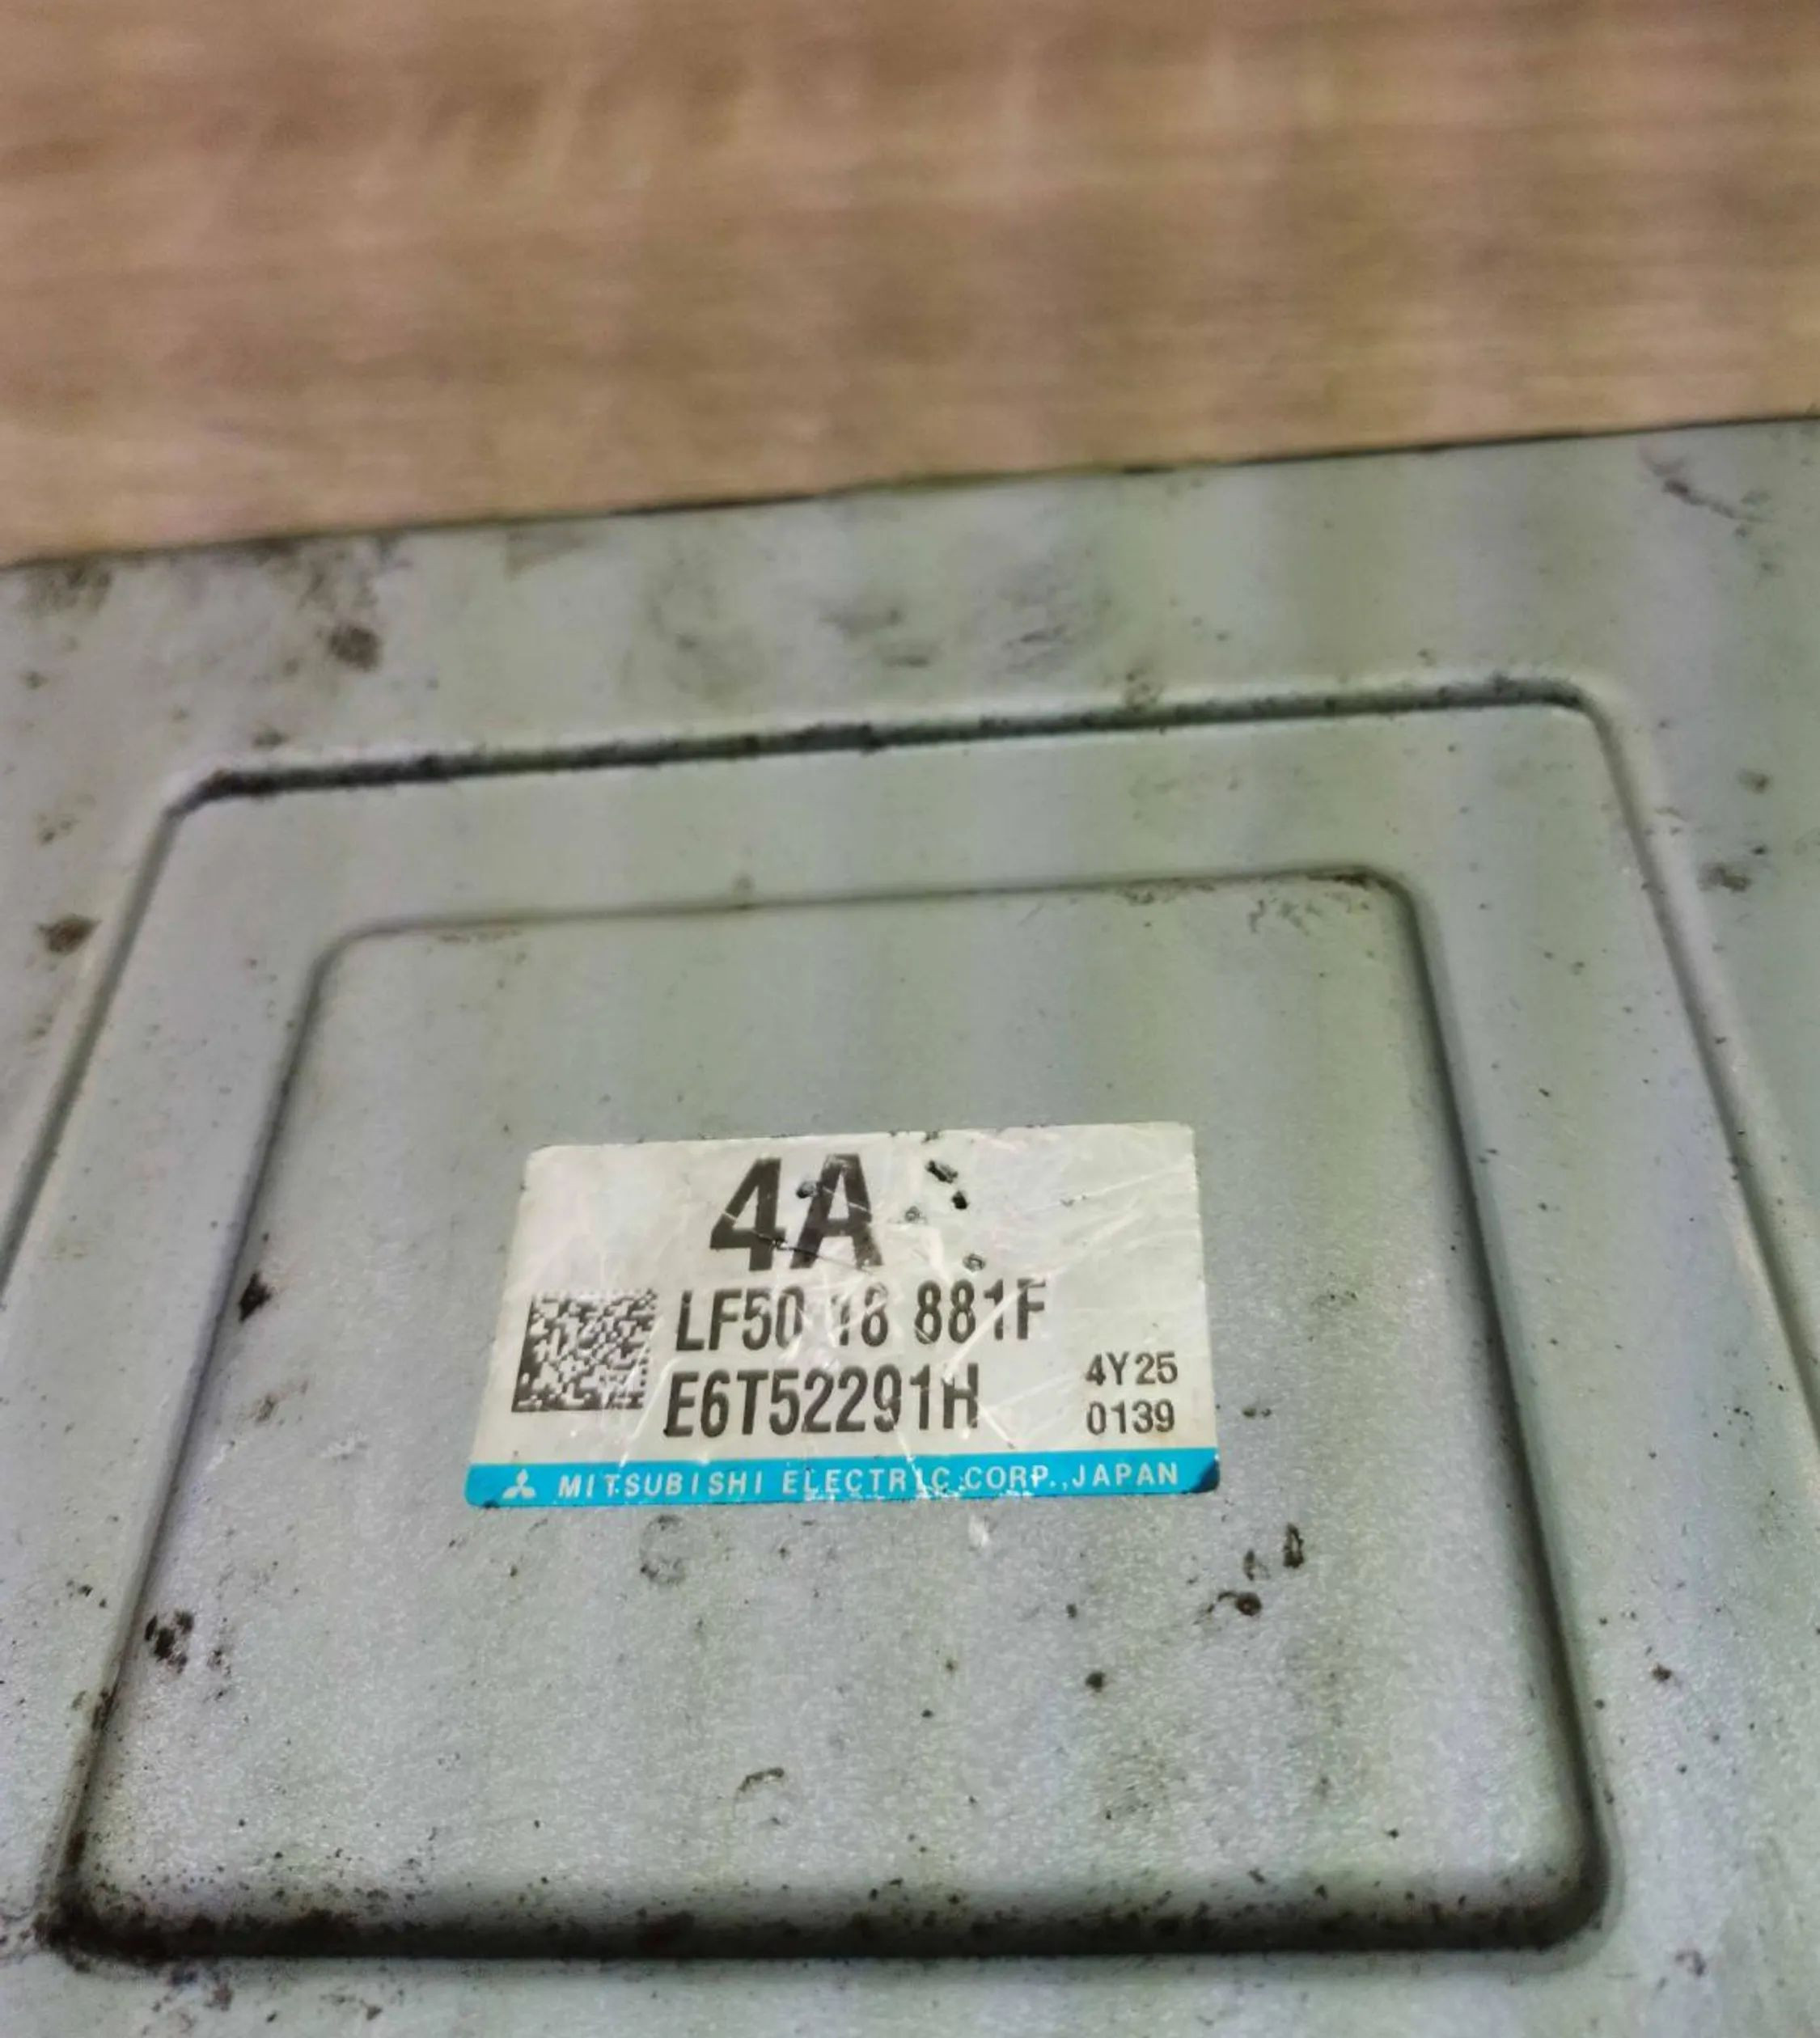 4A
LF50 18 881F
E6T52291H
4Y25
0139
MITSUBISHI ELECTRIC CORP., JAPAN